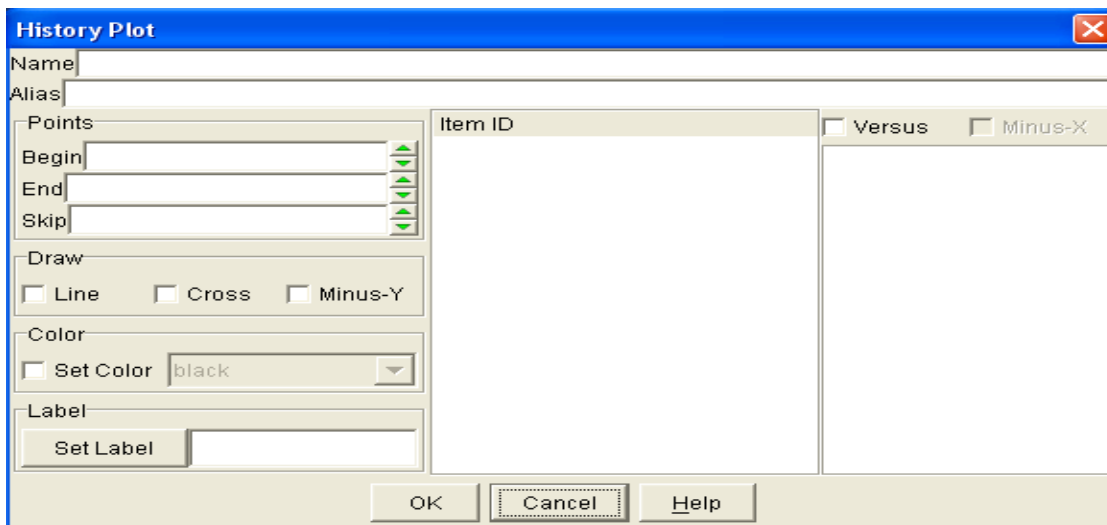 History Plot
Name
Alias
Points
Begin
End
Skip
Draw
Line Cross Minus-Y
Color
Set Color black
Label
Set Label
Item ID
Versus Minus-X
OK Cancel Help